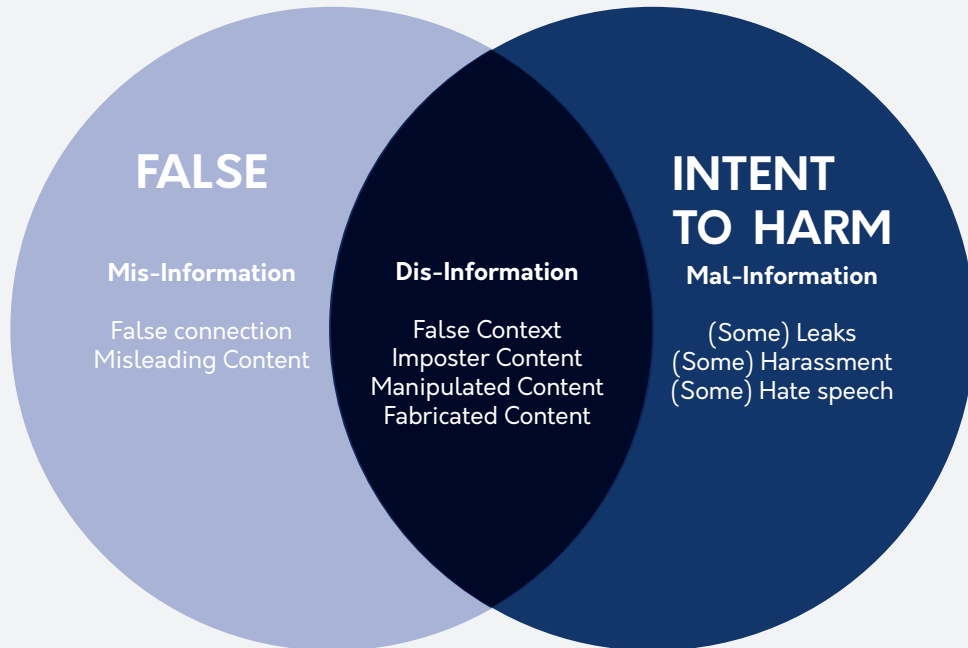 FALSE
Mis-Information
False connection
Misleading Content
Dis-Information
False Context
Imposter Content
Manipulated Content
Fabricated Content
INTENT
TO HARM
Mal-Information
(Some) Leaks
(Some) Harassment
(Some) Hate speech